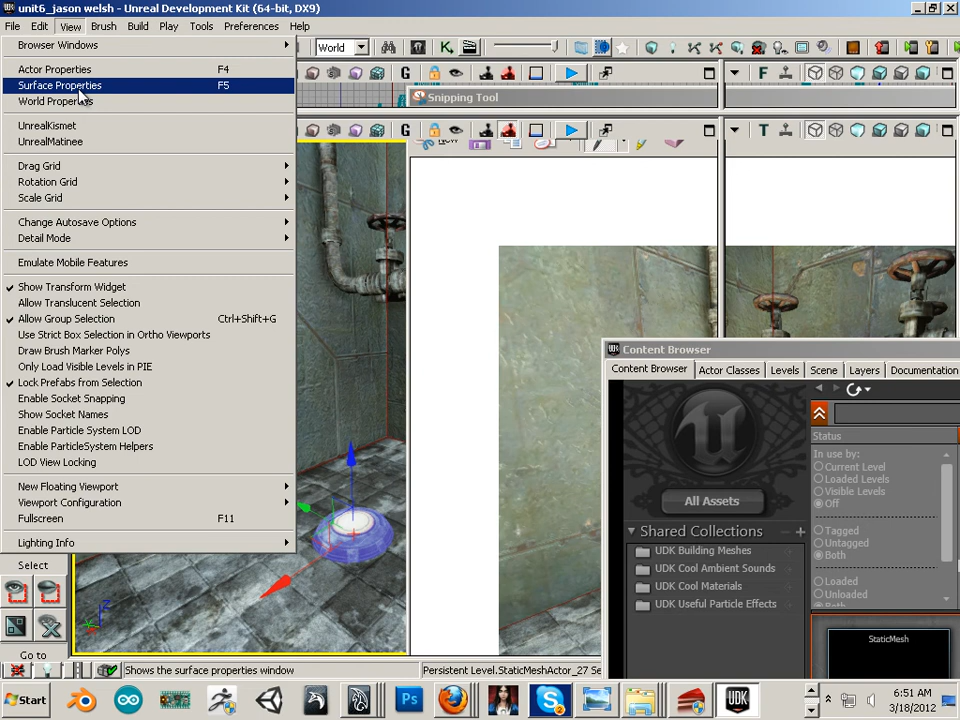 unit6_jason welsh - Unreal Development Kit (64-bit, DX9)
File Edit View Brush Build Play Tools Preferences Help
World
Browser Windows
Actor Properties F4
Surface Properties F5
World Properties
UnrealKismet
UnrealMatinee
Drag Grid
Rotation Grid
Scale Grid
Change Autosave Options
Detail Mode
Emulate Mobile Features
Show Transform Widget
Allow Translucent Selection
Allow Group Selection Ctrl+Shift+G
Use Strict Box Selection in Ortho Viewports
Draw Brush Marker Polys
Only Load Visible Levels in PIE
Lock Prefabs from Selection
Enable Socket Snapping
Show Socket Names
Enable Particle System LOD
Enable ParticleSystem Helpers
LOD View Locking
New Floating Viewport
Viewport Configuration
Fullscreen F11
Lighting Info
Select
Go to
G F
Snipping Tool
G T
Content Browser
Content Browser Actor Classes Levels Scene Layers Documentation
All Assets
Shared Collections
UDK Building Meshes
UDK Cool Ambient Sounds
UDK Cool Materials
UDK Useful Particle Effects
Status
In use by:
Current Level
Loaded Levels
Visible Levels
Off
Tagged
Untagged
Both
Loaded
Unloaded
Both
StaticMesh
Z
Shows the surface properties window
Persistent Level.StaticMeshActor_27 Se
Start
Ps
UDK
6:51 AM
3/18/2012